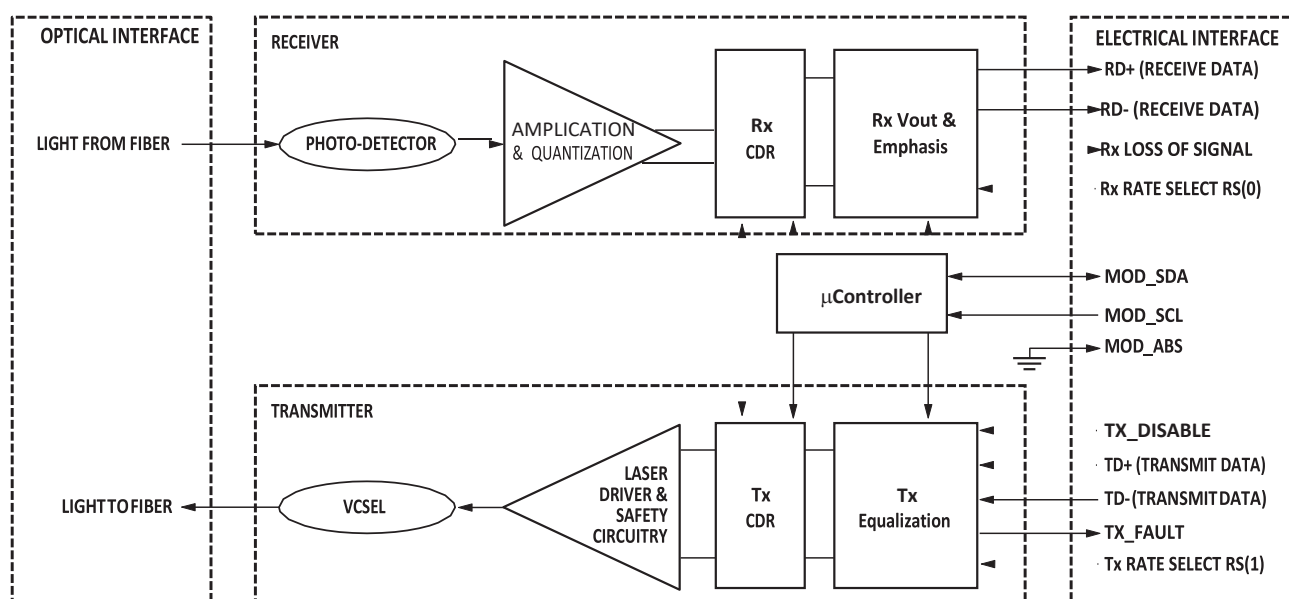 OPTICAL INTERFACE
RECEIVER
ELECTRICAL INTERFACE
LIGHT FROM FIBER
PHOTO-DETECTOR
AMPLICATION
& QUANTIZATION
Rx
CDR
Rx Vout &
Emphasis
RD+ (RECEIVE DATA)
RD- (RECEIVE DATA)
Rx LOSS OF SIGNAL
Rx RATE SELECT RS(0)
μController
MOD_SDA
MOD_SCL
MOD_ABS
TRANSMITTER
LIGHT TO FIBER
VCSEL
LASER
DRIVER &
SAFETY
CIRCUITRY
Tx
CDR
Tx
Equalization
TX_DISABLE
TD+ (TRANSMIT DATA)
TD- (TRANSMIT DATA)
TX_FAULT
Tx RATE SELECT RS(1)